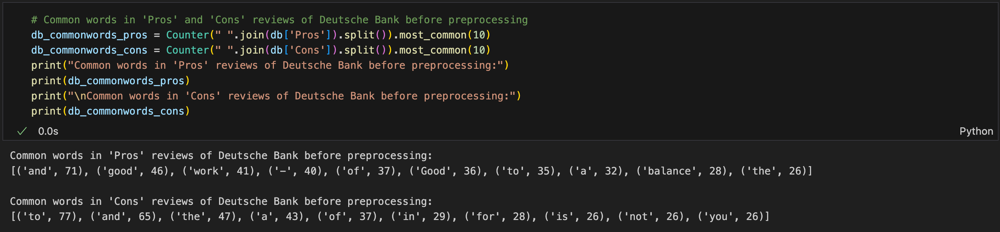 # Common words in 'Pros' and 'Cons' reviews of Deutsche Bank before preprocessing
db_commonwords_pros = Counter(" ".join(db['Pros']).split()).most_common(10)
db_commonwords_cons = Counter(" ".join(db['Cons']).split()).most_common(10)
print("Common words in 'Pros' reviews of Deutsche Bank before preprocessing:")
print(db_commonwords_pros)
print("\nCommon words in 'Cons' reviews of Deutsche Bank before preprocessing:")
print(db_commonwords_cons)
✓ 0.0s Python
Common words in 'Pros' reviews of Deutsche Bank before preprocessing:
[('and', 71), ('good', 46), ('work', 41), ('-', 40), ('of', 37), ('Good', 36), ('to', 35), ('a', 32), ('balance', 28), ('the', 26)]
Common words in 'Cons' reviews of Deutsche Bank before preprocessing:
[('to', 77), ('and', 65), ('the', 47), ('a', 43), ('of', 37), ('in', 29), ('for', 28), ('is', 26), ('not', 26), ('you', 26)]